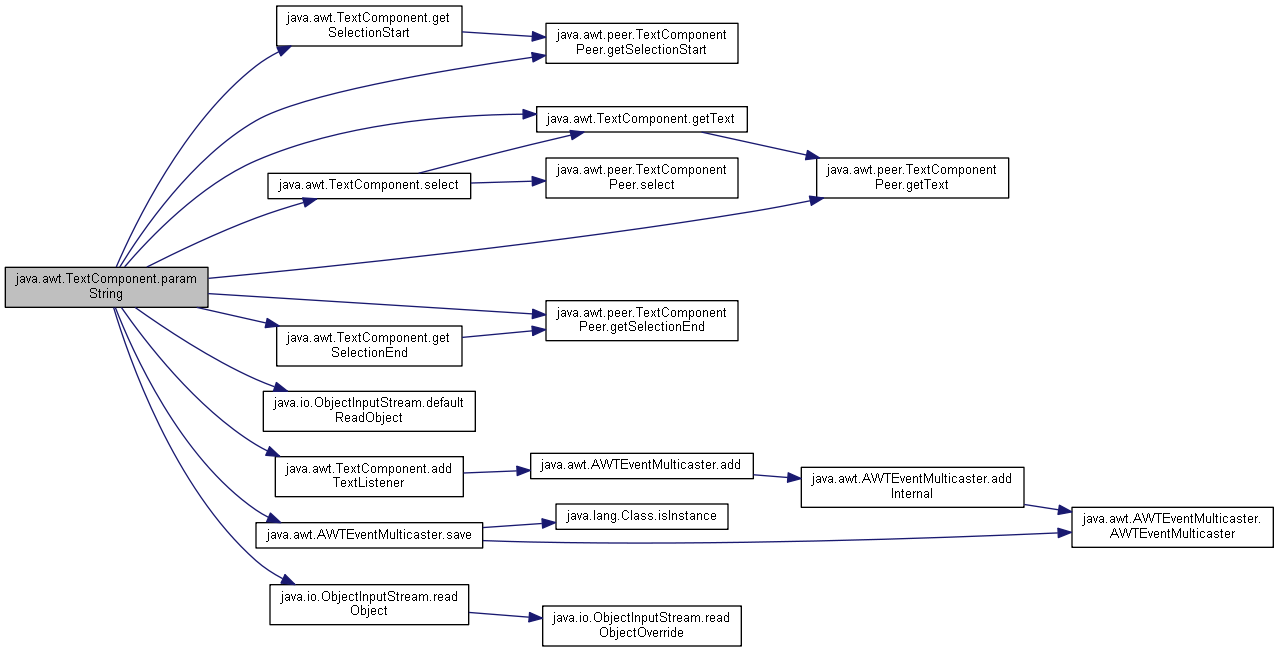 java.awt.TextComponent.get
SelectionStart
java.awt.peer.TextComponent
Peer.getSelectionStart
java.awt.TextComponent.getText
java.awt.peer.TextComponent
Peer.select
java.awt.peer.TextComponent
Peer.getText
java.awt.TextComponent.select
java.awt.TextComponent.param
String
java.awt.peer.TextComponent
Peer.getSelectionEnd
java.awt.TextComponent.get
SelectionEnd
java.io.ObjectInputStream.default
ReadObject
java.awt.TextComponent.add
TextListener
java.awt.AWTEventMulticaster.add
java.awt.AWTEventMulticaster.add
Internal
java.lang.Class.isInstance
java.awt.AWTEventMulticaster.
AWTEventMulticaster
java.awt.AWTEventMulticaster.save
java.io.ObjectInputStream.read
Object
java.io.ObjectInputStream.read
ObjectOverride